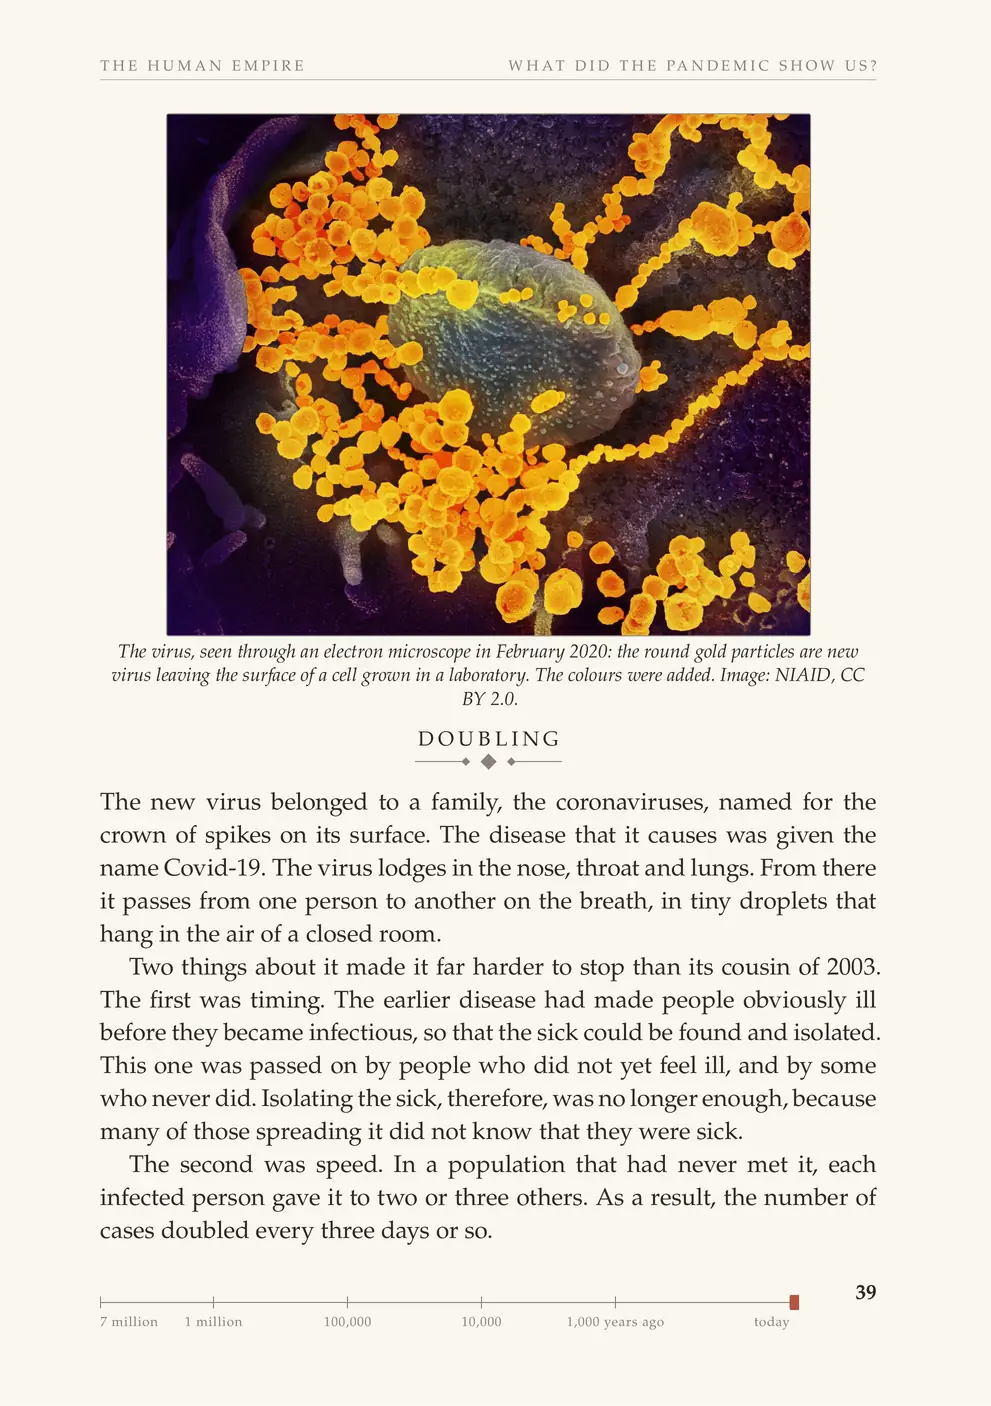 THE HUMAN EMPIRE
WHAT DID THE PANDEMIC SHOW US?
The virus, seen through an electron microscope in February 2020: the round gold particles are new
virus leaving the surface of a cell grown in a laboratory. The colours were added. Image: NIAID, CC
BY 2.0.
DOUBLING
The new virus belonged to a family, the coronaviruses, named for the
crown of spikes on its surface. The disease that it causes was given the
name Covid-19. The virus lodges in the nose, throat and lungs. From there
it passes from one person to another on the breath, in tiny droplets that
hang in the air of a closed room.
Two things about it made it far harder to stop than its cousin of 2003.
The first was timing. The earlier disease had made people obviously ill
before they became infectious, so that the sick could be found and isolated.
This one was passed on by people who did not yet feel ill, and by some
who never did. Isolating the sick, therefore, was no longer enough, because
many of those spreading it did not know that they were sick.
The second was speed. In a population that had never met it, each
infected person gave it to two or three others. As a result, the number of
cases doubled every three days or so.
39
7 million 1 million 100,000 10,000 1,000 years ago today